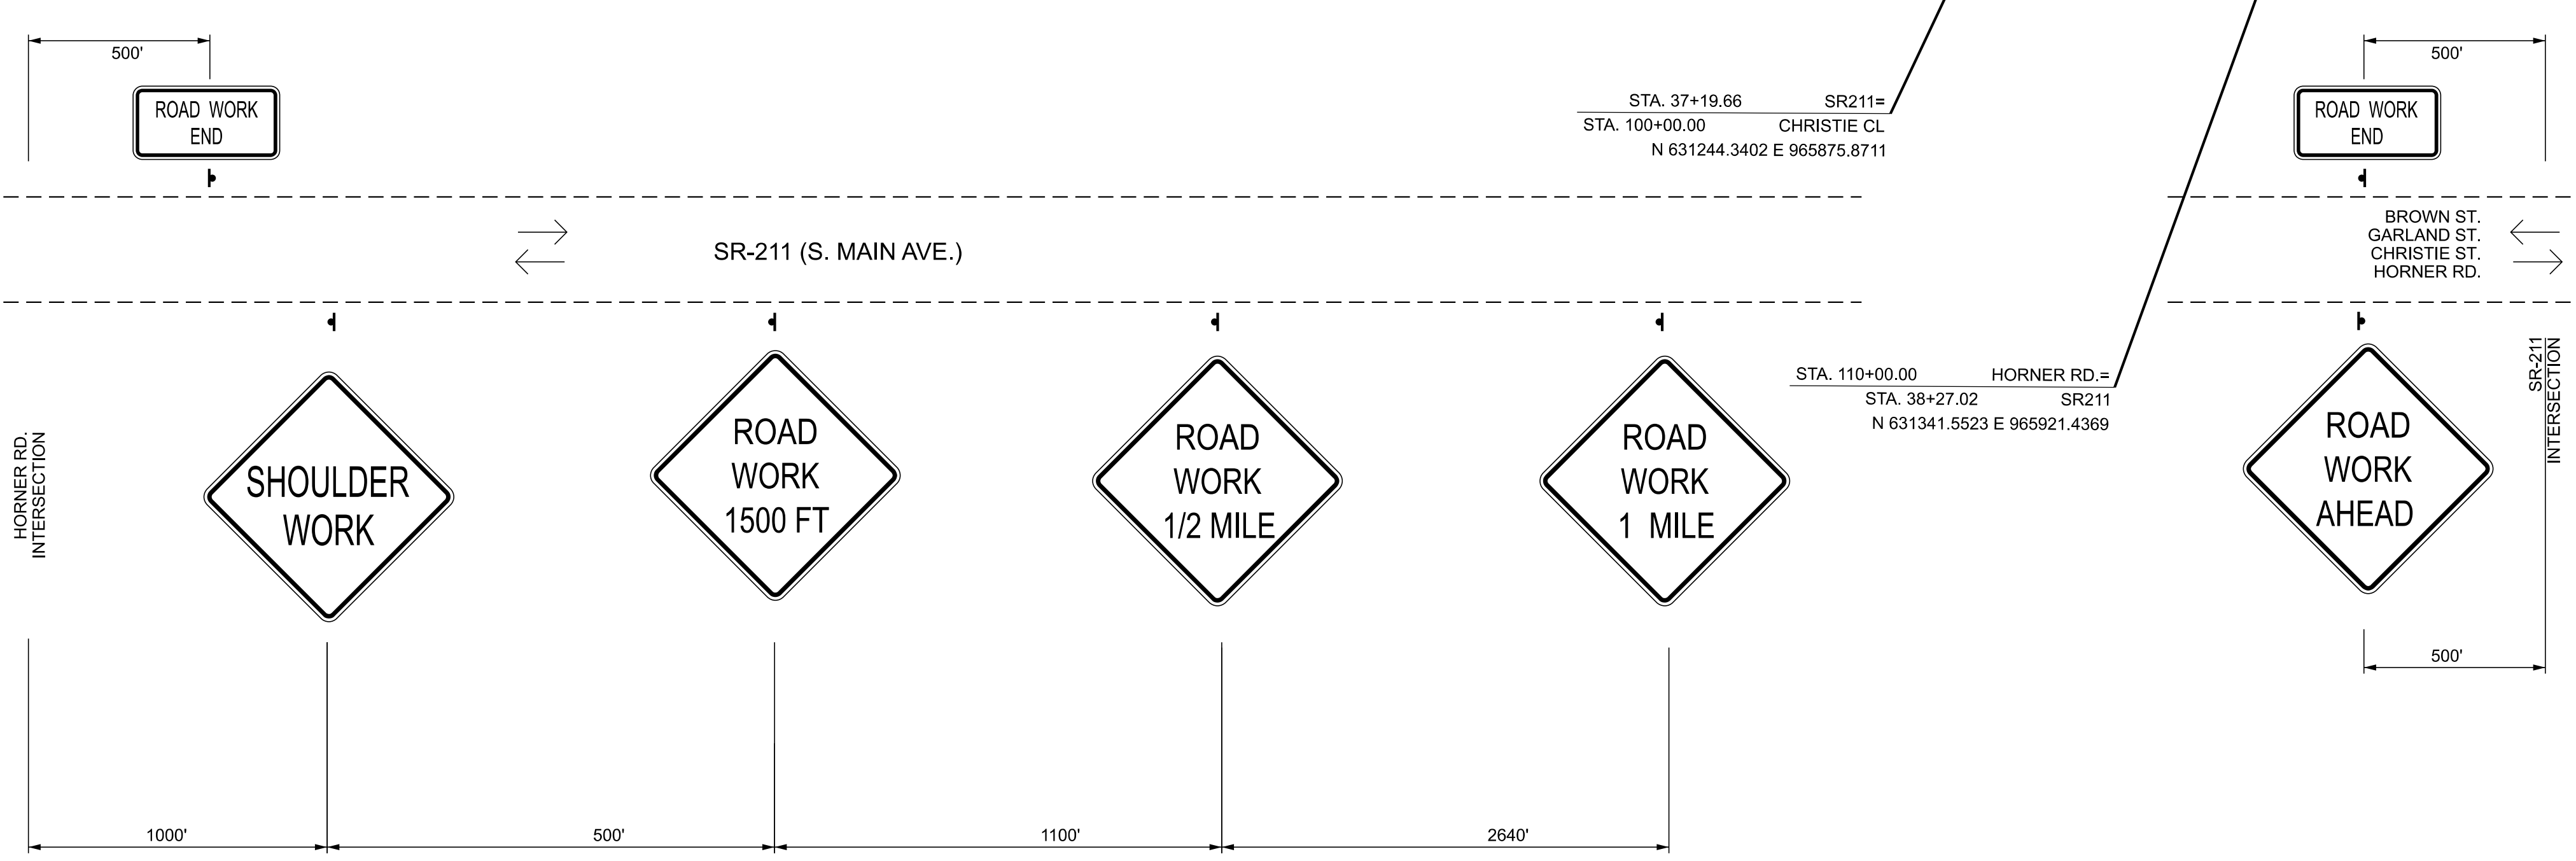 500'
500'
ROAD WORK
END
STA. 37+19.66 SR211=
STA. 100+00.00 CHRISTIE CL
N 631244.3402 E 965875.8711
ROAD WORK
END
SR-211 (S. MAIN AVE.)
BROWN ST.
GARLAND ST.
CHRISTIE ST.
HORNER RD.
HORNER RD.
INTERSECTION
SHOULDER
WORK
ROAD
WORK
1500 FT
ROAD
WORK
1/2 MILE
ROAD
WORK
1 MILE
STA. 110+00.00 HORNER RD.=
STA. 38+27.02 SR211
N 631341.5523 E 965921.4369
ROAD
WORK
AHEAD
SR-211
INTERSECTION
500'
1000'
500'
1100'
2640'